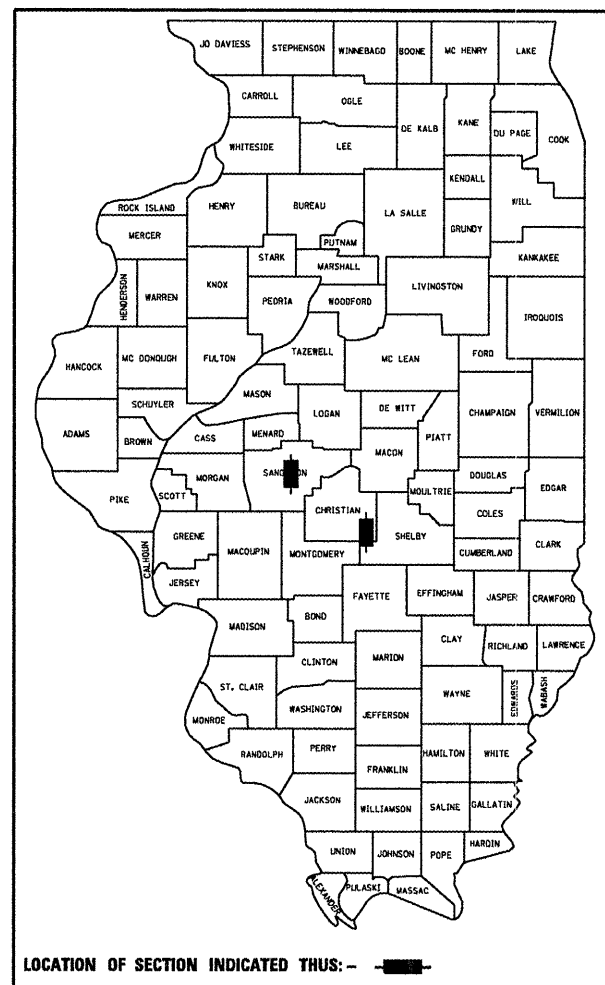 JO DAVIESS STEPHENSON WINNEBAGO BOONE MC HENRY LAKE
CARROLL OGLE DE KALB KANE DU PAGE COOK
WHITESIDE LEE KENDALL WILL
ROCK ISLAND HENRY BUREAU LA SALLE GRUNDY
MERCER PUTNAM KANKAKEE
STARK MARSHALL
HENDERSON WARREN KNOX PEORIA WOODFORD LIVINGSTON IROQUOIS
HANCOCK MC DONOUGH FULTON TAZEWELL MC LEAN FORD
SCHUYLER MASON LOGAN DE WITT CHAMPAIGN VERMILION
ADAMS BROWN CASS MENARD MACON PIATT
PIKE SCOTT MORGAN CHRISTIAN MOULTRIE DOUGLAS EDGAR
COLES
CALHOUN GREENE MACOUPIN MONTGOMERY SHELBY CUMBERLAND CLARK
JERSEY FAYETTE EFFINGHAM JASPER CRAWFORD
MADISON BOND CLAY RICHLAND LAWRENCE
CLINTON MARION
ST. CLAIR WAYNE EDWARDS WABASH
MONROE WASHINGTON JEFFERSON
RANDOLPH PERRY HAMILTON WHITE
FRANKLIN
JACKSON WILLIAMSON SALINE GALLATIN
UNION JOHNSON POPE HARDIN
ALEXANDER PULASKI MASSAC
LOCATION OF SECTION INDICATED THUS: -